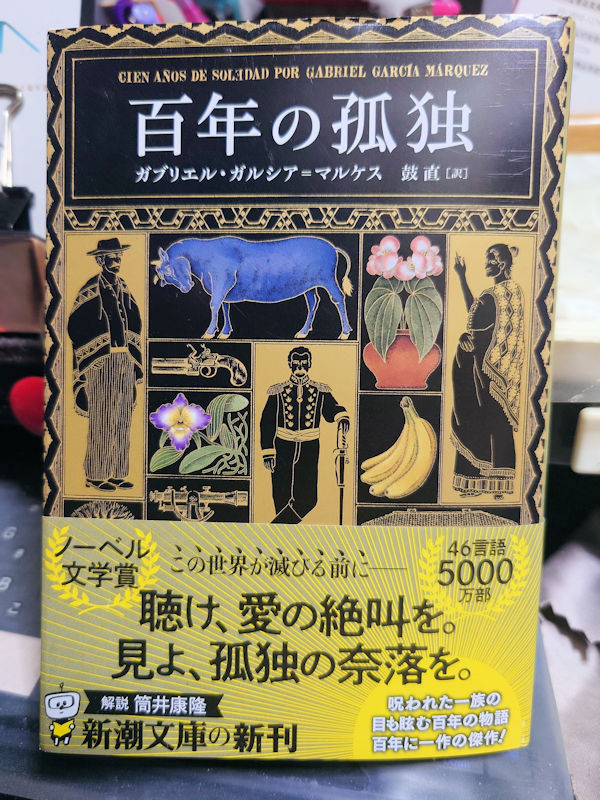 CIEN AÑOS DE SOLƎDAD POR GABRIEL GARCÍA MÁRQUEZ
百年の孤独
ガブリエル・ガルシア=マルケス 鼓直[訳]
ノーベル
文学賞
この世界が滅びる前に――
46言語
5000
万部
聴け、愛の絶叫を。
見よ、孤独の奈落を。
解説 筒井康隆
新潮文庫の新刊
呪われた一族の
目も眩む百年の物語
百年に一作の傑作!